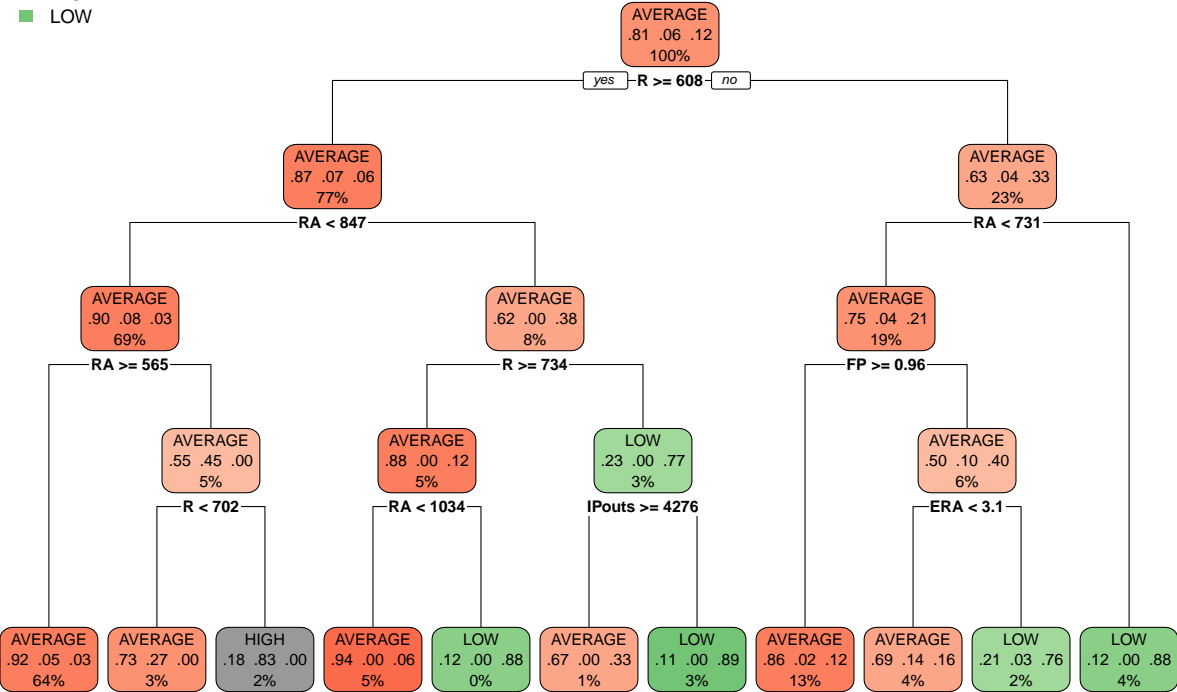 LOW
AVERAGE
.81 .06 .12
100%
yes R >= 608 no
AVERAGE
.87 .07 .06
77%
AVERAGE
.63 .04 .33
23%
RA < 847
RA < 731
AVERAGE
.90 .08 .03
69%
AVERAGE
.62 .00 .38
8%
AVERAGE
.75 .04 .21
19%
RA >= 565
R >= 734
FP >= 0.96
AVERAGE
.55 .45 .00
5%
AVERAGE
.88 .00 .12
5%
LOW
.23 .00 .77
3%
AVERAGE
.50 .10 .40
6%
R < 702
RA < 1034
IPouts >= 4276
ERA < 3.1
AVERAGE
.92 .05 .03
64%
AVERAGE
.73 .27 .00
3%
HIGH
.18 .83 .00
2%
AVERAGE
.94 .00 .06
5%
LOW
.12 .00 .88
0%
AVERAGE
.67 .00 .33
1%
LOW
.11 .00 .89
3%
AVERAGE
.86 .02 .12
13%
AVERAGE
.69 .14 .16
4%
LOW
.21 .03 .76
2%
LOW
.12 .00 .88
4%